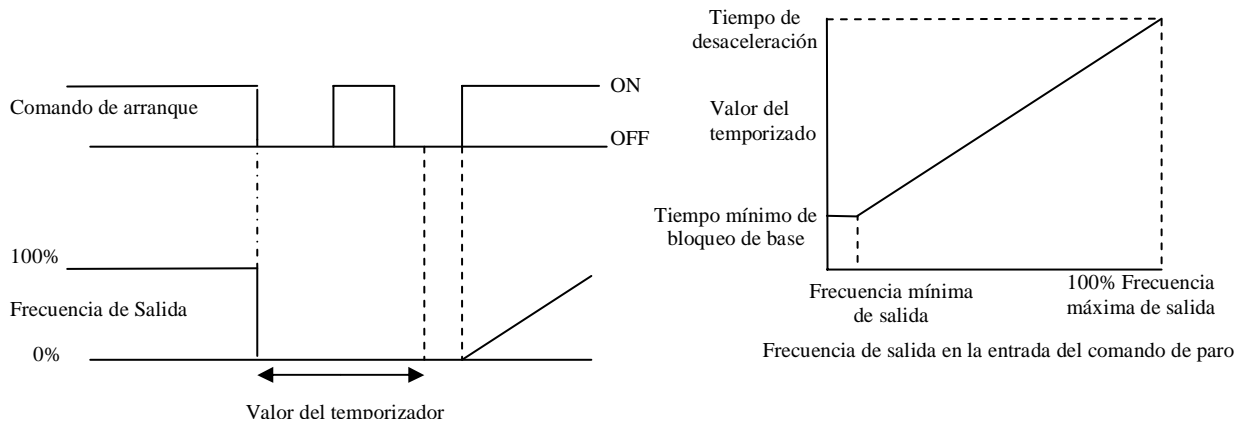 Comando de arranque
ON
OFF
100%
Frecuencia de Salida
0%
Valor del temporizador
Tiempo de
desaceleración
Valor del
temporizado
Tiempo mínimo de
bloqueo de base
Frecuencia mínima
de salida
100% Frecuencia
máxima de salida
Frecuencia de salida en la entrada del comando de paro